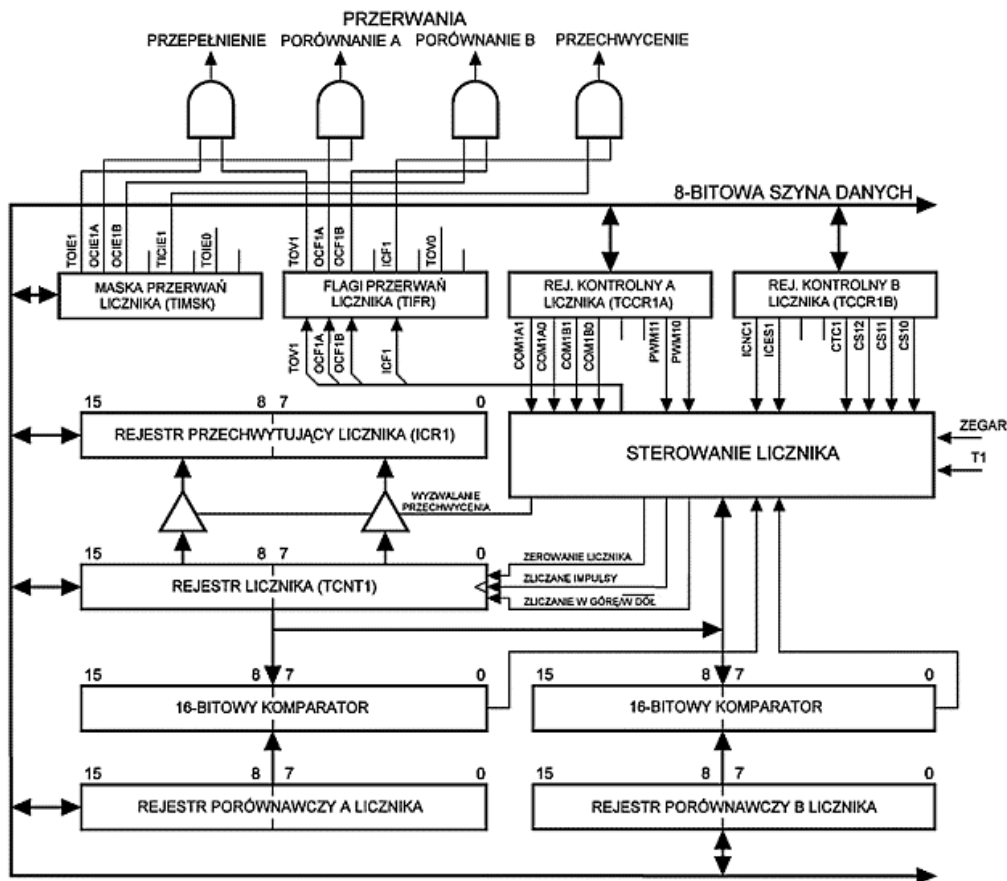 PRZERWANIA
PRZEPEŁNIENIE PORÓWNANIE A PORÓWNANIE B PRZECHWYCENIE
8-BITOWA SZYNA DANYCH
TOIE1 OCIE1A OCIE1B TICIE1 TOIE0
TOV1 OCF1A OCF1B ICF1 TOV0
MASKA PRZERWAŃ
LICZNIKA (TIMSK)
FLAGI PRZERWAŃ
LICZNIKA (TIFR)
REJ. KONTROLNY A
LICZNIKA (TCCR1A)
REJ. KONTROLNY B
LICZNIKA (TCCR1B)
TOV1 OCF1A OCF1B ICF1
COM1A1 COM1A0 COM1B1 COM1B0 PWM11 PWM10
ICNC1 ICES1 CTC1 CS12 CS11 CS10
15 8 7 0
REJESTR PRZECHWYTUJĄCY LICZNIKA (ICR1)
STEROWANIE LICZNIKA
ZEGAR
T1
WYZWALANIE
PRZECHWYCENIA
15 8 7 0
REJESTR LICZNIKA (TCNT1)
ZEROWANIE LICZNIKA
ZLICZANE IMPULSY
ZLICZANIE W GÓRĘ/W DÓŁ
15 8 7 0
16-BITOWY KOMPARATOR
15 8 7 0
16-BITOWY KOMPARATOR
15 8 7 0
REJESTR PORÓWNAWCZY A LICZNIKA
15 8 7 0
REJESTR PORÓWNAWCZY B LICZNIKA